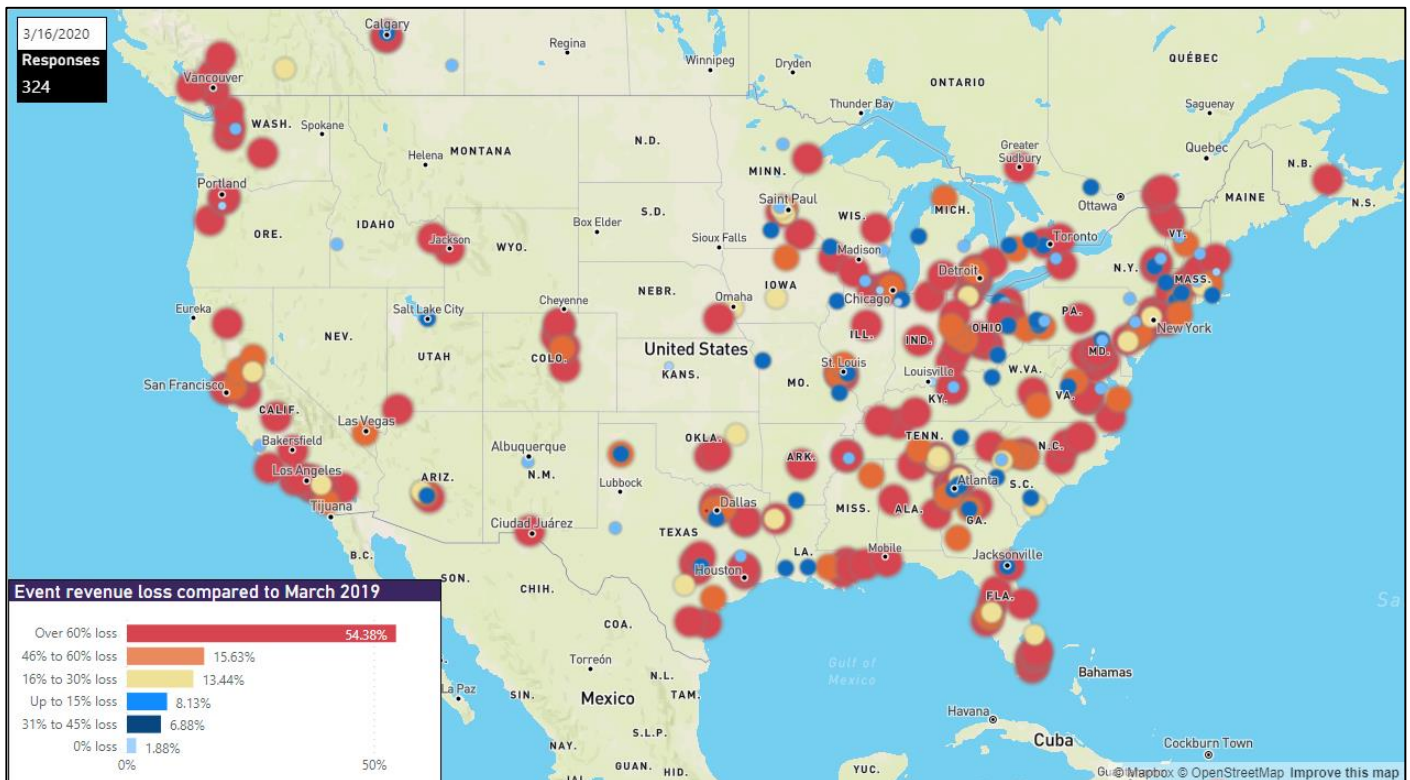 3/16/2020
Responses
324
Calgary
Regina
Winnipeg
Dryden
ONTARIO
QUÉBEC
Vancouver
Thunder Bay
Saguenay
WASH.
Spokane
Helena
MONTANA
N.D.
MINN.
Greater
Sudbury
Quebec
N.B.
Portland
Saint Paul
Ottawa
MAINE
N.S.
ORE.
IDAHO
Jackson
WYO.
Box Elder
S.D.
Sioux Falls
WIS.
MICH.
Madison
Toronto
VT.
N.Y.
MASS.
Detroit
Eureka
Salt Lake City
Cheyenne
NEBR.
Omaha
IOWA
Chicago
NEV.
UTAH
COLO.
United States
ILL.
IND.
OHIO
PA.
New York
San Francisco
KANS.
MO.
St. Louis
Louisville
W.VA.
MD.
VA.
KY.
CALIF.
Las Vegas
Bakersfield
Albuquerque
OKLA.
ARK.
TENN.
N.C.
Los Angeles
ARIZ.
N.M.
Lubbock
Atlanta
S.C.
Tijuana
Ciudad Juárez
Dallas
TEXAS
MISS.
ALA.
GA.
B.C.
LA.
Mobile
Jacksonville
SON.
CHIH.
Houston
FLA.
Sa
COA.
Torreón
Gulf of
Mexico
Bahamas
La Paz
SIN.
Mexico
N.L.
TAM.
Havana
Cuba
Cockburn Town
NAY.
S.L.P.
GUAN.
HID.
YUC.
Event revenue loss compared to March 2019
Over 60% loss 54.38%
46% to 60% loss 15.63%
16% to 30% loss 13.44%
Up to 15% loss 8.13%
31% to 45% loss 6.88%
0% loss 1.88%
0% 50%
© Mapbox © OpenStreetMap Improve this map